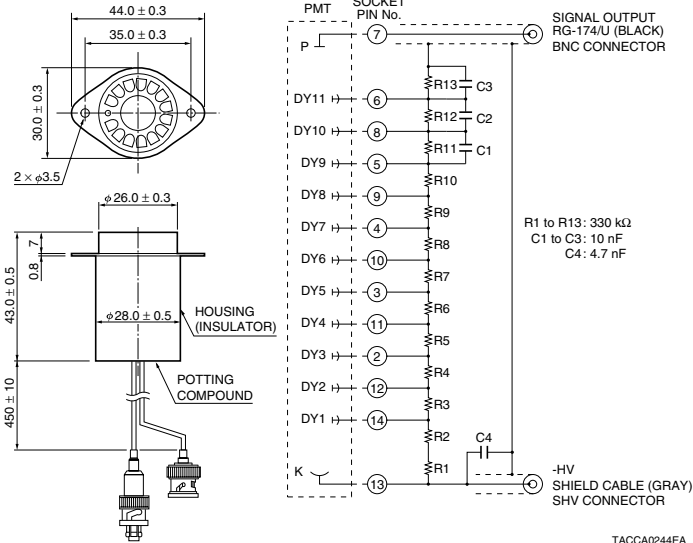 44.0 ± 0.3
35.0 ± 0.3
30.0 ± 0.3
2 × φ3.5
φ26.0 ± 0.3
7
0.8
43.0 ± 0.5
φ28.0 ± 0.5
HOUSING
(INSULATOR)
POTTING
COMPOUND
450 ± 10
PMT
SOCKET
PIN No.
P
7
SIGNAL OUTPUT
RG-174/U (BLACK)
BNC CONNECTOR
R13
C3
DY11
6
R12
C2
DY10
8
R11
C1
DY9
5
R10
DY8
9
R9
DY7
4
R8
DY6
10
R7
DY5
3
R6
DY4
11
R5
DY3
2
R4
DY2
12
R3
DY1
14
R2
C4
R1
K
13
R1 to R13: 330 kΩ
C1 to C3: 10 nF
C4: 4.7 nF
-HV
SHIELD CABLE (GRAY)
SHV CONNECTOR
TACCA0244EA